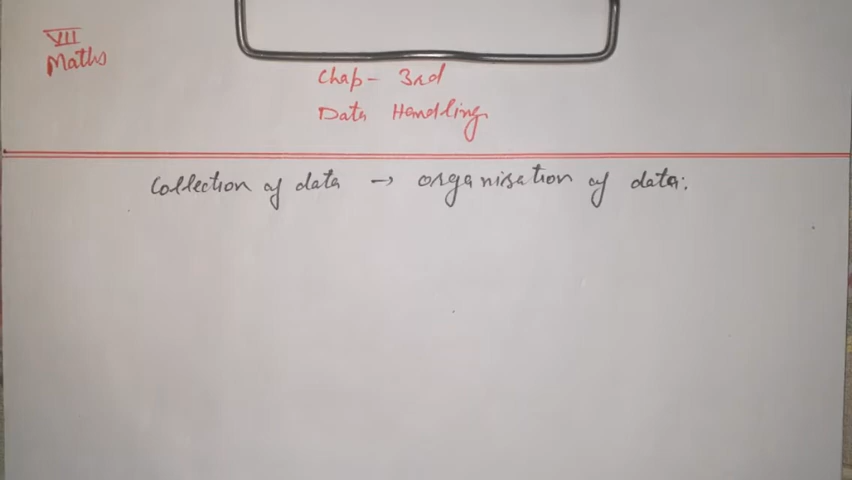 VII
Maths
Chap- 3rd
Data Handling
Collection of data → organisation of data: